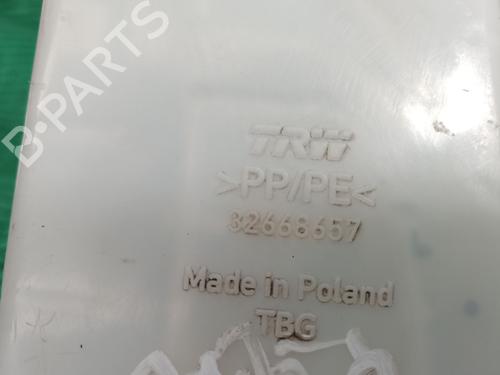 B-PARTS
TRW
>PP/PE<
32668657
Made in Poland
TBG